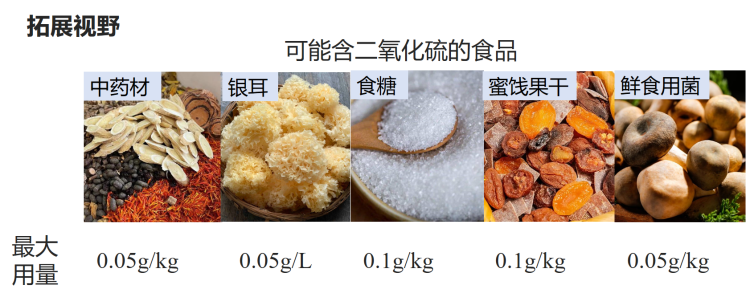 拓展视野
可能含二氧化硫的食品
中药材 银耳 食糖 蜜饯果干 鲜食用菌
最大
用量
0.05g/kg 0.05g/L 0.1g/kg 0.1g/kg 0.05g/kg